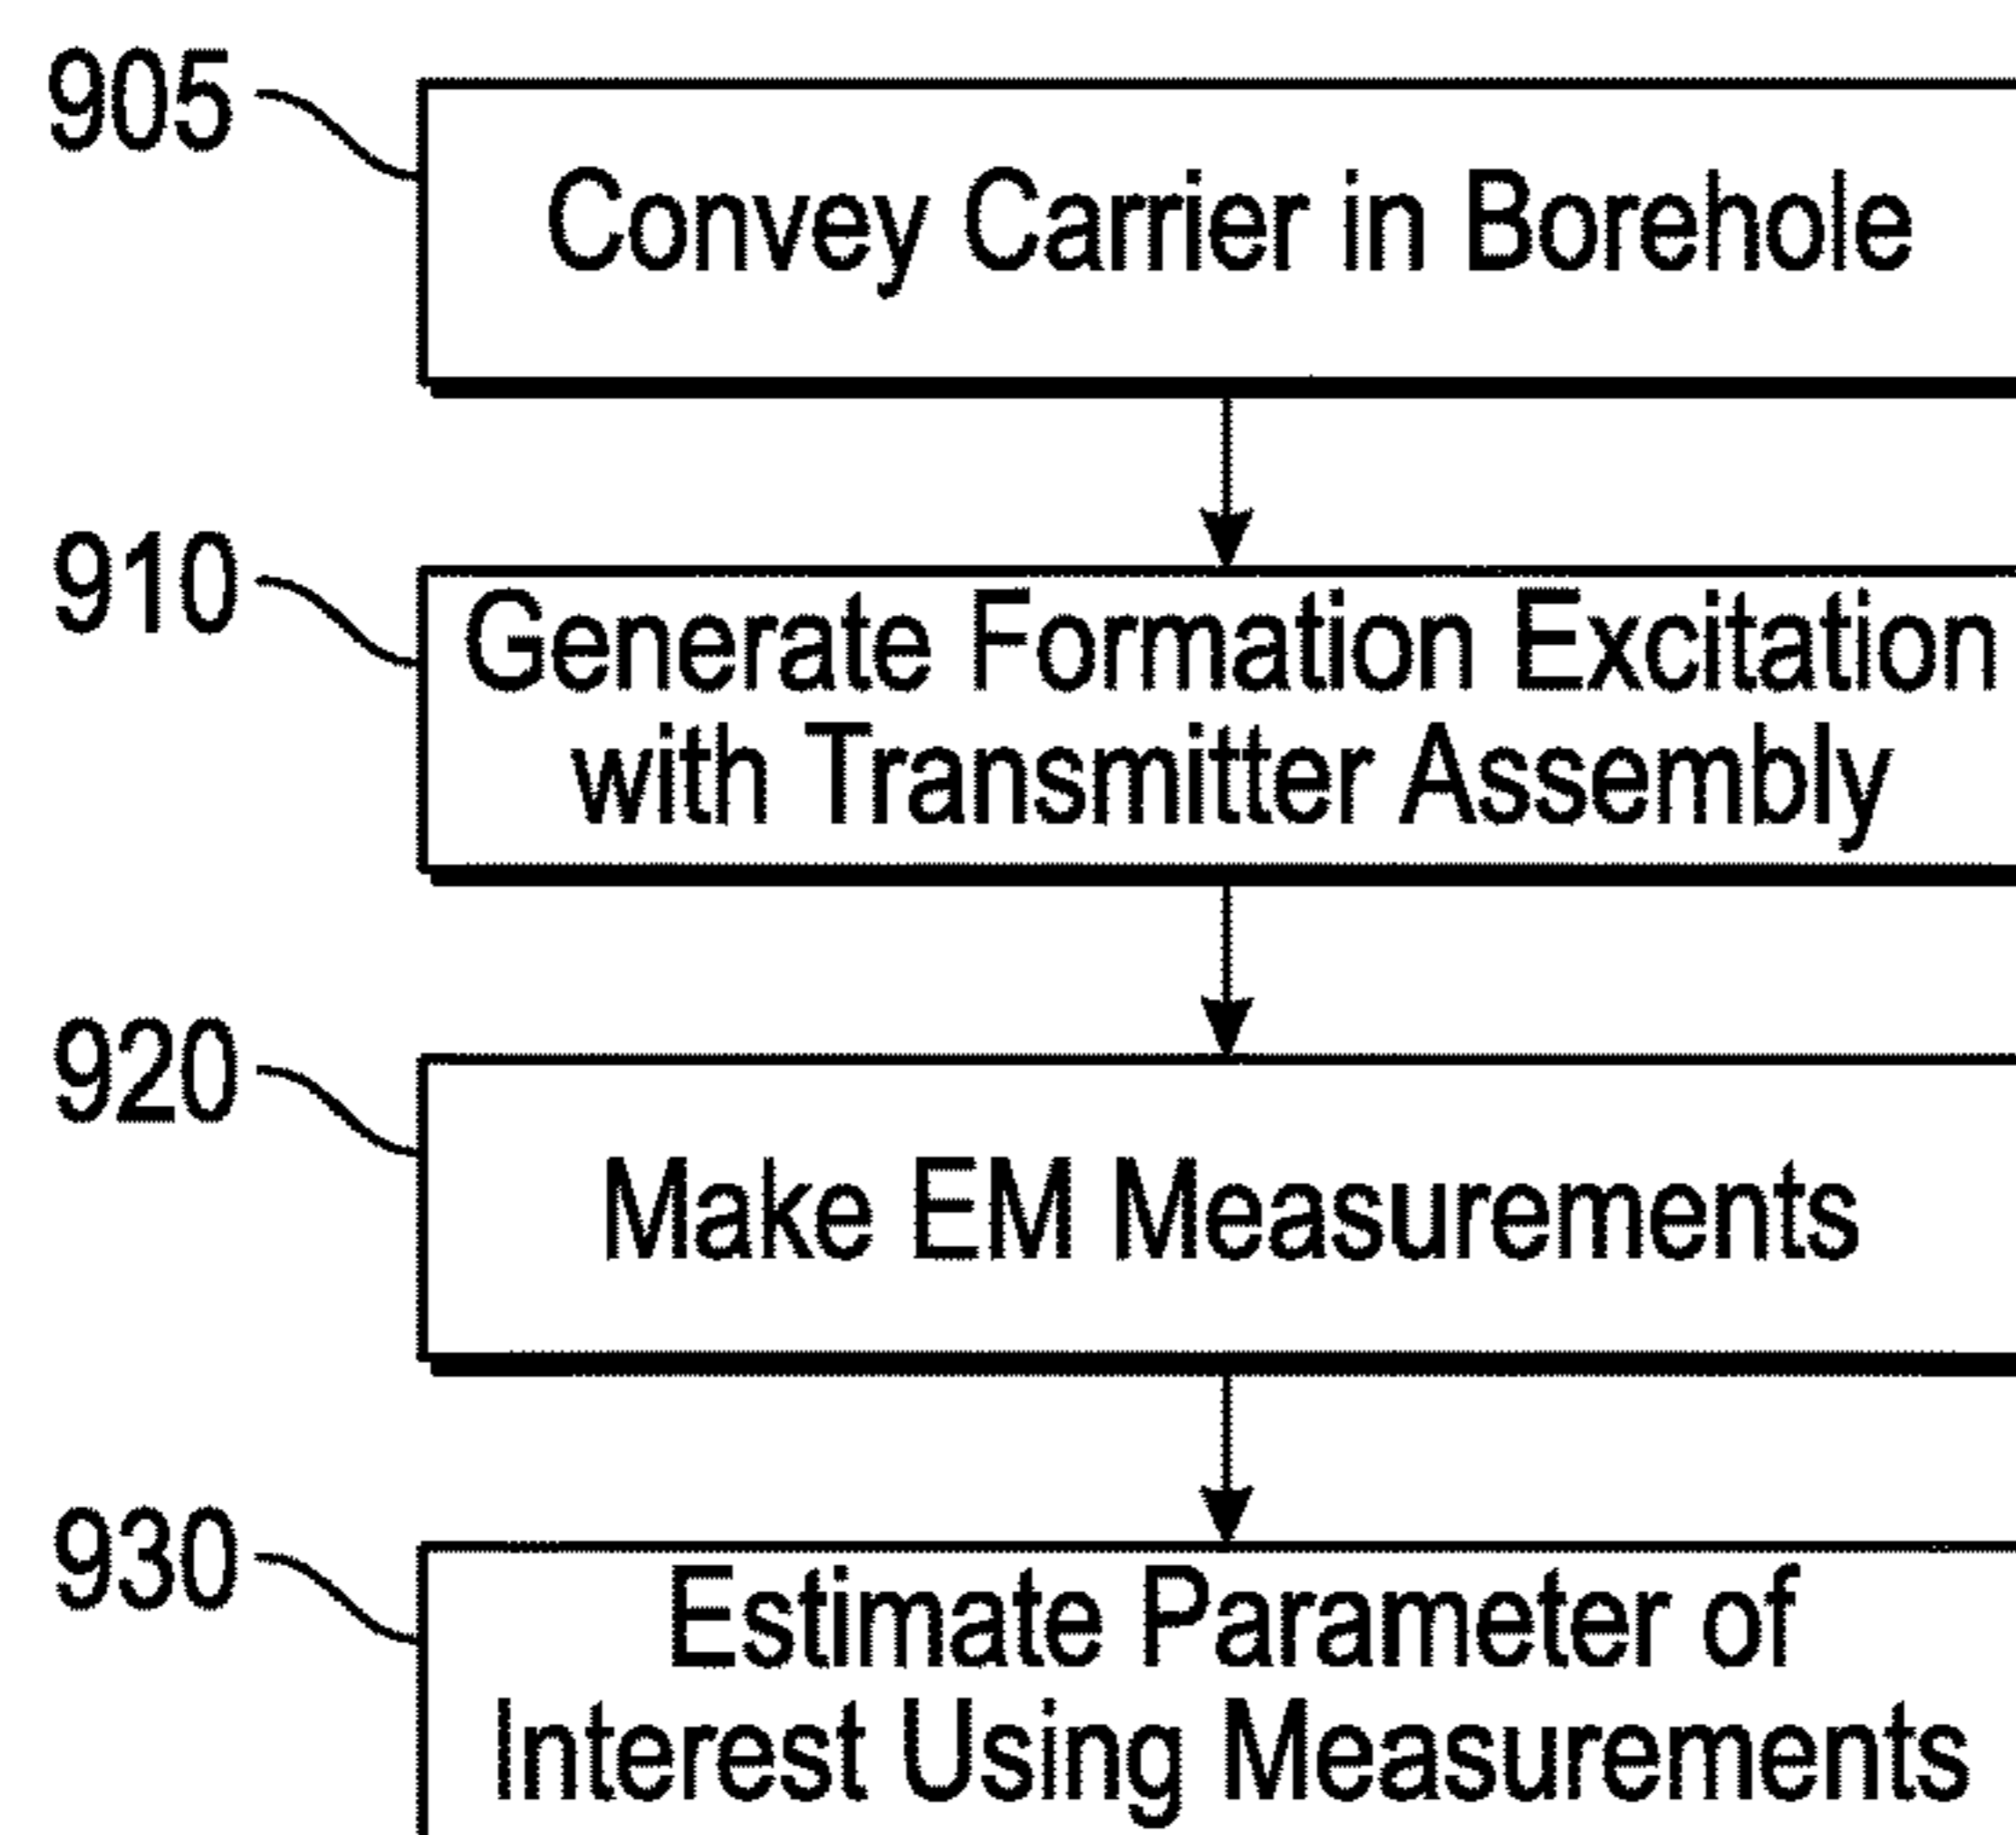 905
Convey Carrier in Borehole
910
Generate Formation Excitation
with Transmitter Assembly
920
Make EM Measurements
930
Estimate Parameter of
Interest Using Measurements